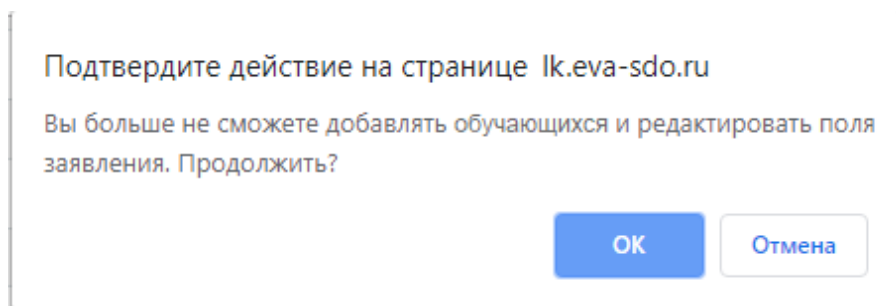 Подтвердите действие на странице lk.eva-sdo.ru
Вы больше не сможете добавлять обучающихся и редактировать поля
заявления. Продолжить?
ОК
Отмена